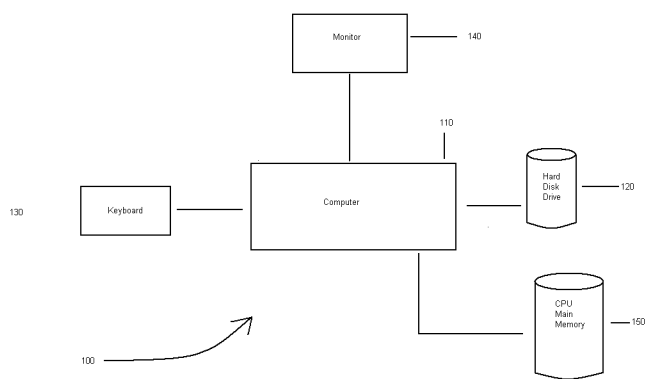 Monitor
140
110
Hard
Disk
Drive
120
130
Keyboard
Computer
CPU
Main
Memory
150
100